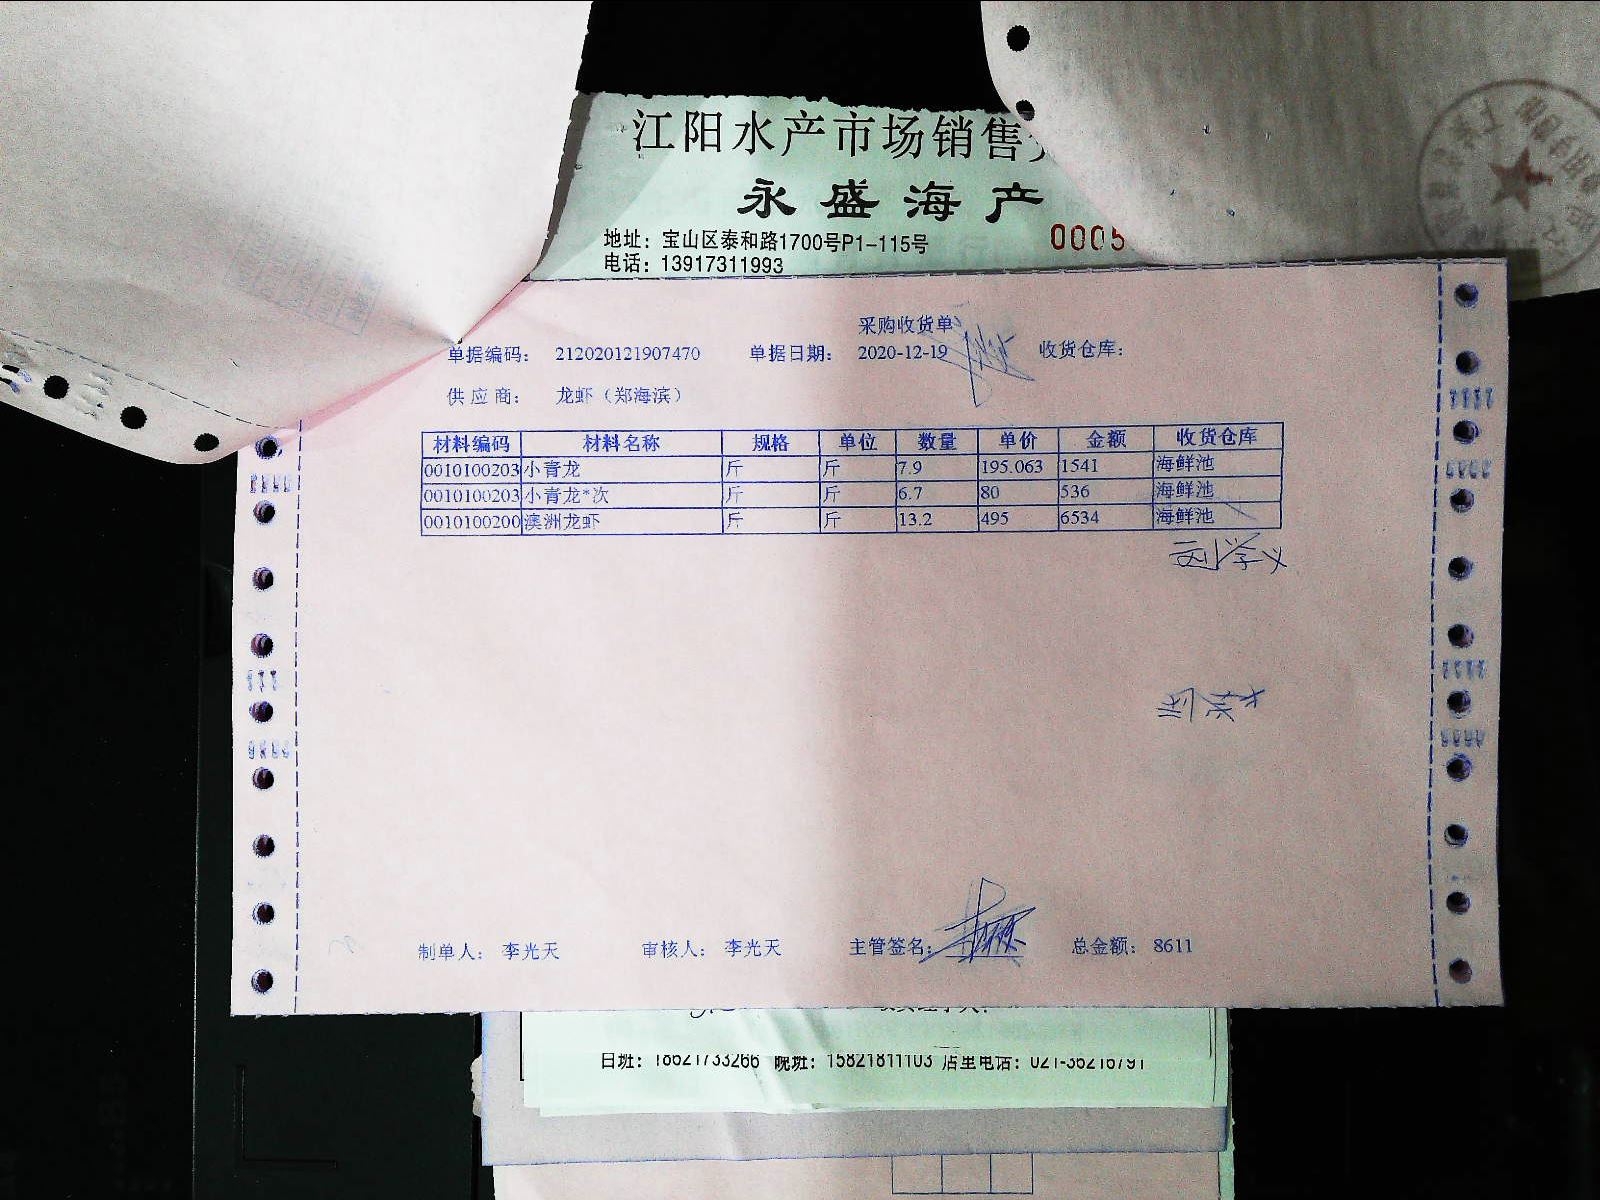 江阳水产市场销售
永盛海产
地址：宝山区泰和路1700号P1-115号
0005
电话：13917311993
采购收货单
单据编码： 212020121907470 单据日期： 2020-12-19 收货仓库：
供应商： 龙虾（郑海滨）
材料编码 材料名称 规格 单位 数量 单价 金额 收货仓库
0010100203 小青龙 斤 斤 7.9 195.063 1541 海鲜池
0010100203 小青龙*次 斤 斤 6.7 80 536 海鲜池
0010100200 澳洲龙虾 斤 斤 13.2 495 6534 海鲜池
制单人： 李光天 审核人： 李光天 主管签名： 总金额： 8611
日班：18621733266 晚班：15821811103 店里电话：021-36216791